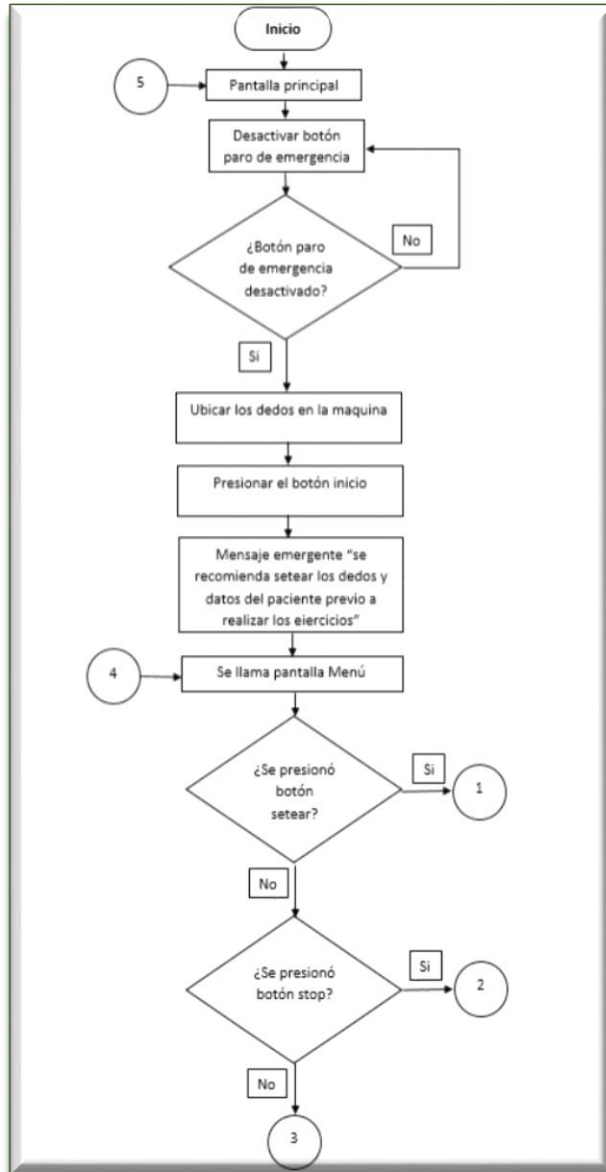 Inicio
5
Pantalla principal
Desactivar botón
paro de emergencia
No
¿Botón paro
de emergencia
desactivado?
Si
Ubicar los dedos en la maquina
Presionar el botón inicio
Mensaje emergente “se
recomienda setear los dedos y
datos del paciente previo a
realizar los eiercicios”
4
Se llama pantalla Menú
¿Se presionó
botón
setear?
Si
1
No
¿Se presionó
botón stop?
Si
2
No
3